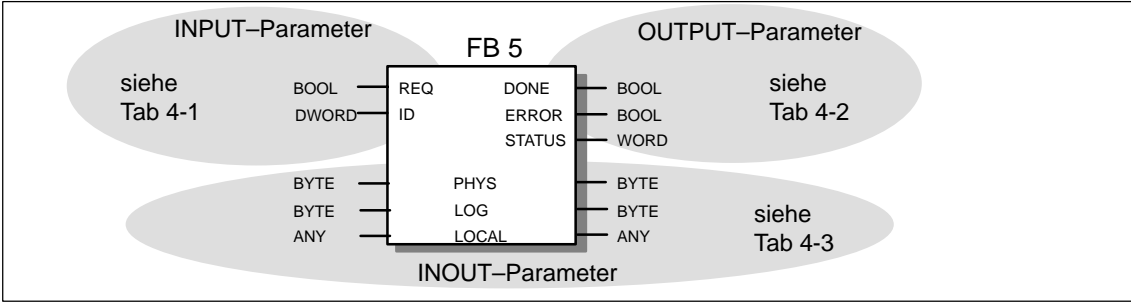 INPUT–Parameter
OUTPUT–Parameter
FB 5
siehe
Tab 4-1
BOOL REQ DONE BOOL
DWORD ID ERROR BOOL
STATUS WORD
siehe
Tab 4-2
BYTE PHYS BYTE
BYTE LOG BYTE
ANY LOCAL ANY
siehe
Tab 4-3
INOUT–Parameter